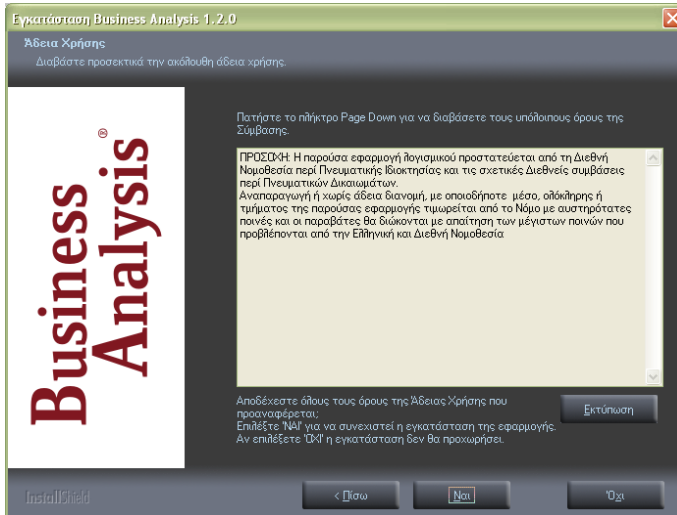 Εγκατάσταση Business Analysis 1.2.0
Άδεια Χρήσης
Διαβάστε προσεκτικά την ακόλουθη άδεια χρήσης.
Business
Analysis®
Πατήστε το πλήκτρο Page Down για να διαβάσετε τους υπόλοιπους όρους της
Σύμβασης.
ΠΡΟΣΟΧΗ: Η παρούσα εφαρμογή λογισμικού προστατεύεται από τη Διεθνή
Νομοθεσία περί Πνευματικής Ιδιοκτησίας και τις σχετικές Διεθνείς συμβάσεις
περί Πνευματικών Δικαιωμάτων.
Αναπαραγωγή ή χωρίς άδεια διανομή, με οποιοδήποτε μέσο, ολόκληρης ή
τμήματος της παρούσας εφαρμογής τιμωρείται από το Νόμο με αυστηρότατες
ποινές και οι παραβάτες θα διώκονται με απαίτηση των μέγιστων ποινών που
προβλέπονται από την Ελληνική και Διεθνή Νομοθεσία
Αποδέχεστε όλους τους όρους της Άδειας Χρήσης που
προαναφέρεται;
Επιλέξτε 'ΝΑΙ' για να συνεχιστεί η εγκατάσταση της εφαρμογής.
Αν επιλέξετε 'ΌΧΙ' η εγκατάσταση δεν θα προχωρήσει.
Εκτύπωση
InstallShield
< Πίσω
Ναι
Όχι